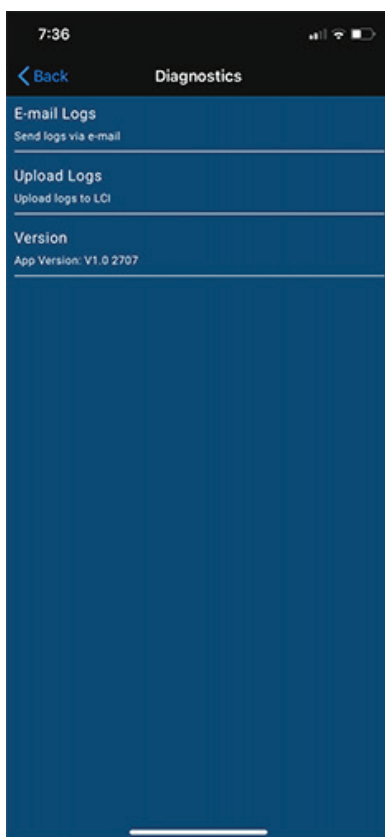 7:36
Back
Diagnostics
E-mail Logs
Send logs via e-mail
Upload Logs
Upload logs to LCI
Version
App Version: V1.0 2707